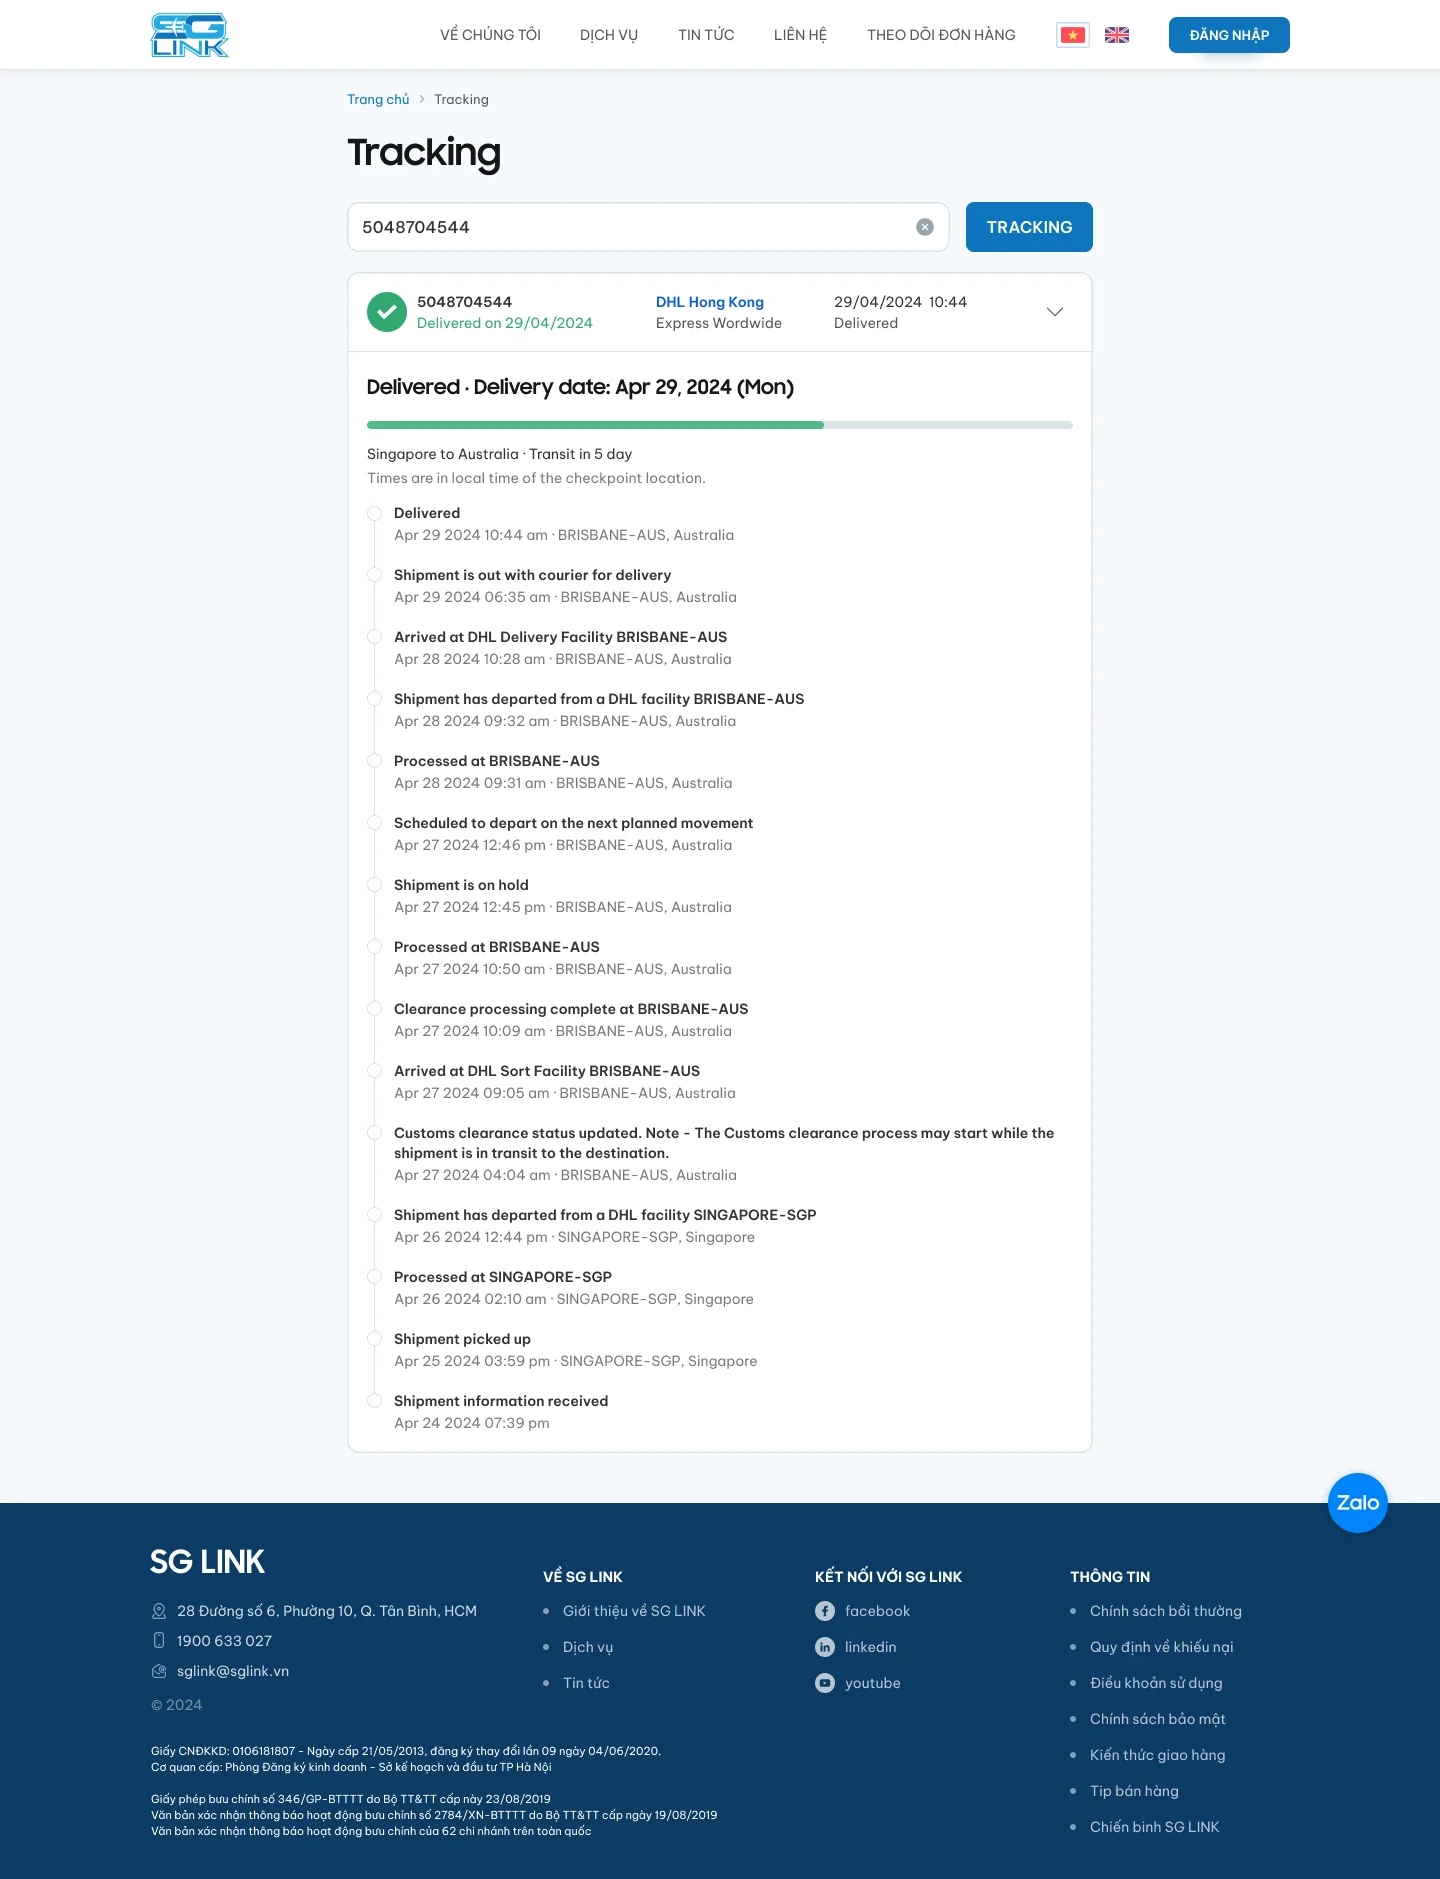 SG
LINK
VỀ CHÚNG TÔI
DỊCH VỤ
TIN TỨC
LIÊN HỆ
THEO DÕI ĐƠN HÀNG
ĐĂNG NHẬP
Trang chủ
Tracking
Tracking
5048704544
TRACKING
5048704544
Delivered on 29/04/2024
DHL Hong Kong
Express Wordwide
29/04/2024 10:44
Delivered
Delivered · Delivery date: Apr 29, 2024 (Mon)
Singapore to Australia · Transit in 5 day
Times are in local time of the checkpoint location.
Delivered
Apr 29 2024 10:44 am · BRISBANE-AUS, Australia
Shipment is out with courier for delivery
Apr 29 2024 06:35 am · BRISBANE-AUS, Australia
Arrived at DHL Delivery Facility BRISBANE-AUS
Apr 28 2024 10:28 am · BRISBANE-AUS, Australia
Shipment has departed from a DHL facility BRISBANE-AUS
Apr 28 2024 09:32 am · BRISBANE-AUS, Australia
Processed at BRISBANE-AUS
Apr 28 2024 09:31 am · BRISBANE-AUS, Australia
Scheduled to depart on the next planned movement
Apr 27 2024 12:46 pm · BRISBANE-AUS, Australia
Shipment is on hold
Apr 27 2024 12:45 pm · BRISBANE-AUS, Australia
Processed at BRISBANE-AUS
Apr 27 2024 10:50 am · BRISBANE-AUS, Australia
Clearance processing complete at BRISBANE-AUS
Apr 27 2024 10:09 am · BRISBANE-AUS, Australia
Arrived at DHL Sort Facility BRISBANE-AUS
Apr 27 2024 09:05 am · BRISBANE-AUS, Australia
Customs clearance status updated. Note - The Customs clearance process may start while the
shipment is in transit to the destination.
Apr 27 2024 04:04 am · BRISBANE-AUS, Australia
Shipment has departed from a DHL facility SINGAPORE-SGP
Apr 26 2024 12:44 pm · SINGAPORE-SGP, Singapore
Processed at SINGAPORE-SGP
Apr 26 2024 02:10 am · SINGAPORE-SGP, Singapore
Shipment picked up
Apr 25 2024 03:59 pm · SINGAPORE-SGP, Singapore
Shipment information received
Apr 24 2024 07:39 pm
Zalo
SG LINK
28 Đường số 6, Phường 10, Q. Tân Bình, HCM
1900 633 027
sglink@sglink.vn
© 2024
VỀ SG LINK
Giới thiệu về SG LINK
Dịch vụ
Tin tức
KẾT NỐI VỚI SG LINK
facebook
linkedin
youtube
THÔNG TIN
Chính sách bồi thường
Quy định về khiếu nại
Điều khoản sử dụng
Chính sách bảo mật
Kiến thức giao hàng
Tip bán hàng
Chiến binh SG LINK
Giấy CNĐKKD: 0106181807 - Ngày cấp 21/05/2013, đăng ký thay đổi lần 09 ngày 04/06/2020.
Cơ quan cấp: Phòng Đăng ký kinh doanh - Sở kế hoạch và đầu tư TP Hà Nội
Giấy phép bưu chính số 346/GP-BTTTT do Bộ TT&TT cấp này 23/08/2019
Văn bản xác nhận thông báo hoạt động bưu chính số 2784/XN-BTTTT do Bộ TT&TT cấp ngày 19/08/2019
Văn bản xác nhận thông báo hoạt động bưu chính của 62 chi nhánh trên toàn quốc